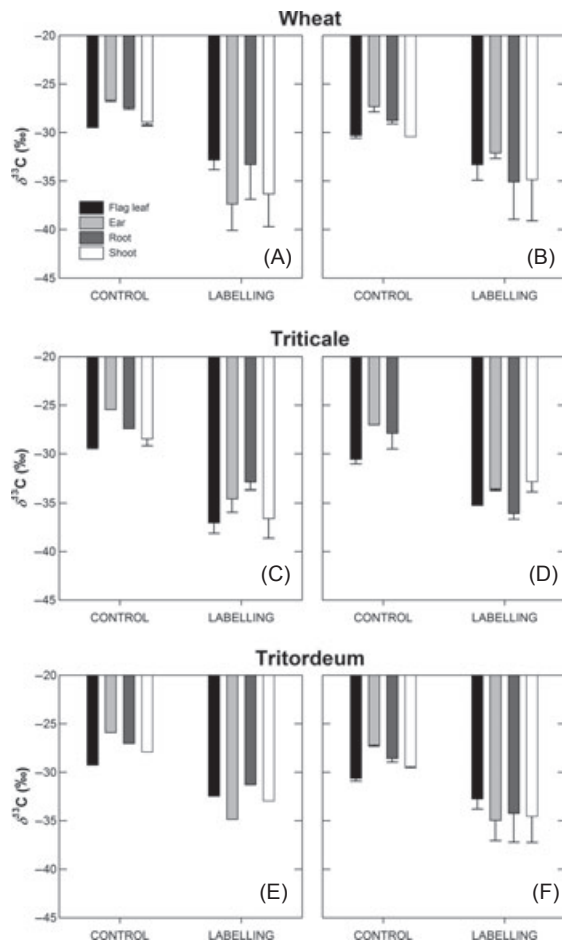 Wheat
−20
−25
−30
−35
−40
−45
δ¹³C (‰)
Flag leaf
Ear
Root
Shoot
(A)
(B)
CONTROL LABELLING CONTROL LABELLING
Triticale
−20
−25
−30
−35
−40
−45
δ¹³C (‰)
(C)
(D)
CONTROL LABELLING CONTROL LABELLING
Tritordeum
−20
−25
−30
−35
−40
−45
δ¹³C (‰)
(E)
(F)
CONTROL LABELLING CONTROL LABELLING